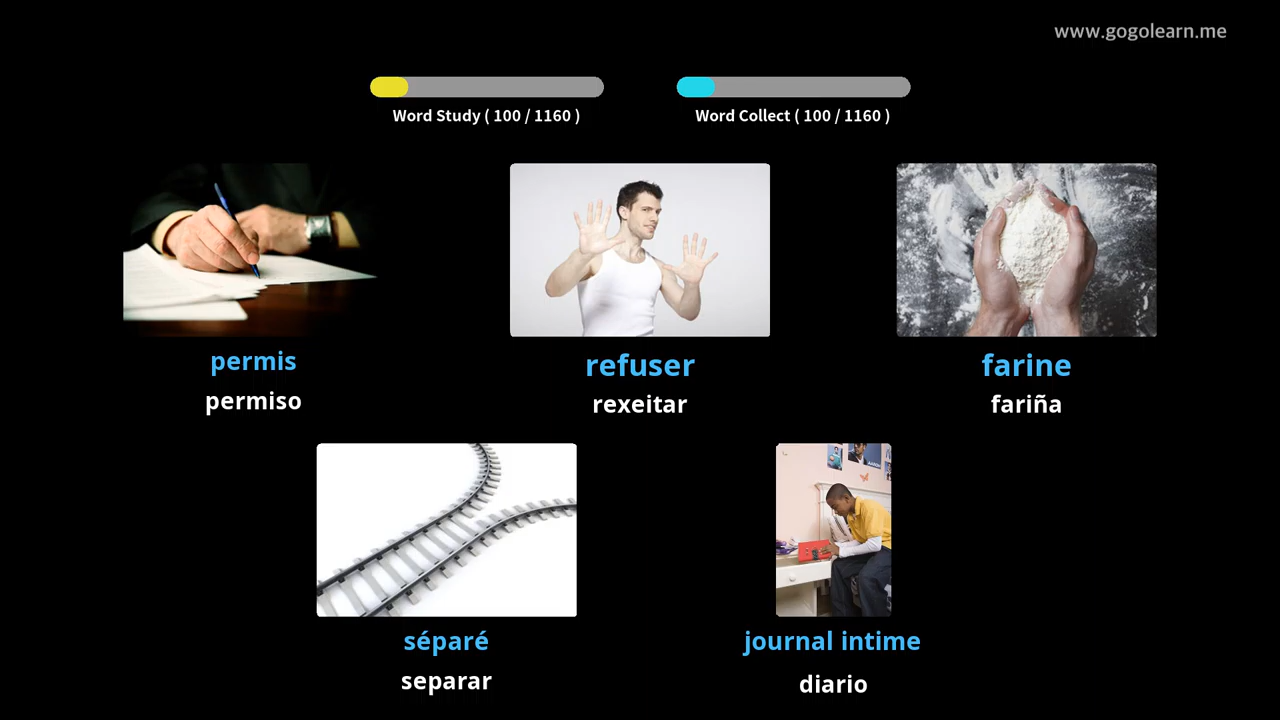 www.gogolearn.me
Word Study ( 100 / 1160 )
Word Collect ( 100 / 1160 )
permis
permiso
refuser
rexeitar
farine
fariña
séparé
separar
journal intime
diario